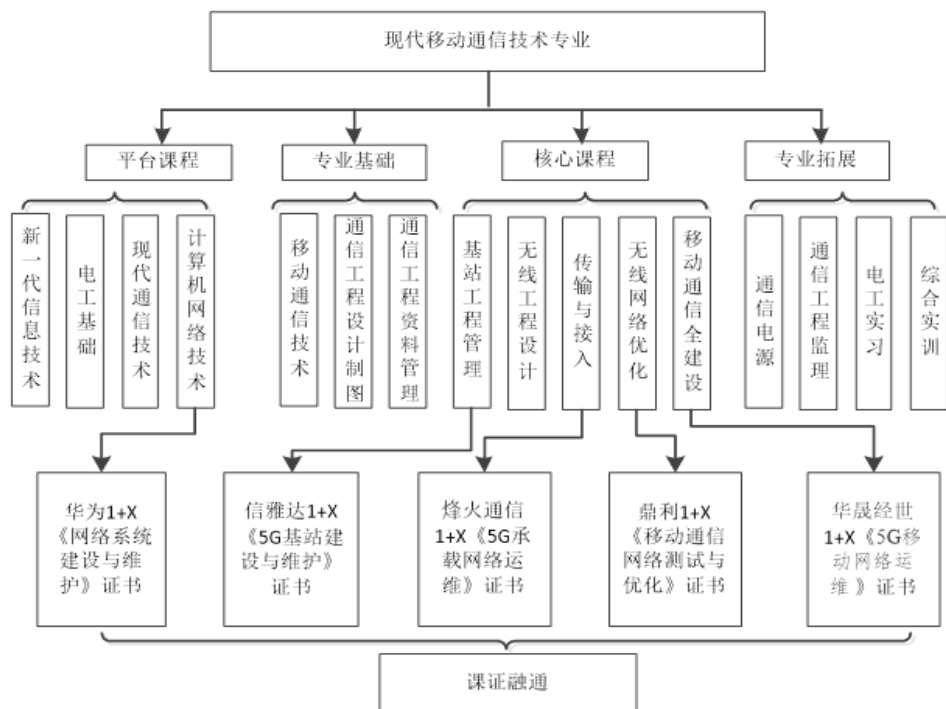 现代移动通信技术专业
平台课程
专业基础
核心课程
专业拓展
新一代信息技术
电工基础
现代通信技术
计算机网络技术
移动通信技术
通信工程设计制图
通信工程资料管理
基站工程管理
无线工程设计
传输与接入
无线网络优化
移动通信全建设
通信电源
通信工程监理
电工实习
综合实训
华为1+X
《网络系统
建设与维
护》证书
信雅达1+X
《5G基站建
设与维护》证
书
烽火通信
1+X《5G承
载网络运
维》证书
鼎利1+X
《移动通信
网络测试与
优化》证书
华晟经世
1+X《5G移
动网络运
维》证书
课证融通